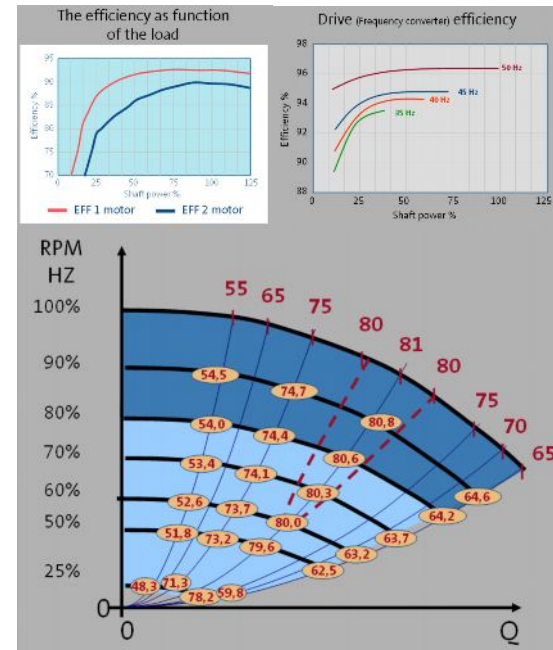 The efficiency as function
of the load
Drive (Frequency converter) efficiency
95
90
85
80
75
70
Efficiency %
0 25 50 75 100 125
Shaft power %
EFF 1 motor EFF 2 motor
98
96
94
92
90
88
Efficiency %
50 Hz
45 Hz
40 Hz
35 Hz
0 25 50 75 100 125
Shaft power %
RPM
HZ
100%
90%
80%
70%
60%
50%
25%
0
55 65 75 80 81 80 75 70 65
54,5 74,7 80,8 64,6
54,0 74,4 80,6 64,2
53,4 74,1 80,3 63,7
52,6 73,7 80,0 63,2
51,8 73,2 79,6 62,5
48,3 71,3 78,2 59,8
0 Q